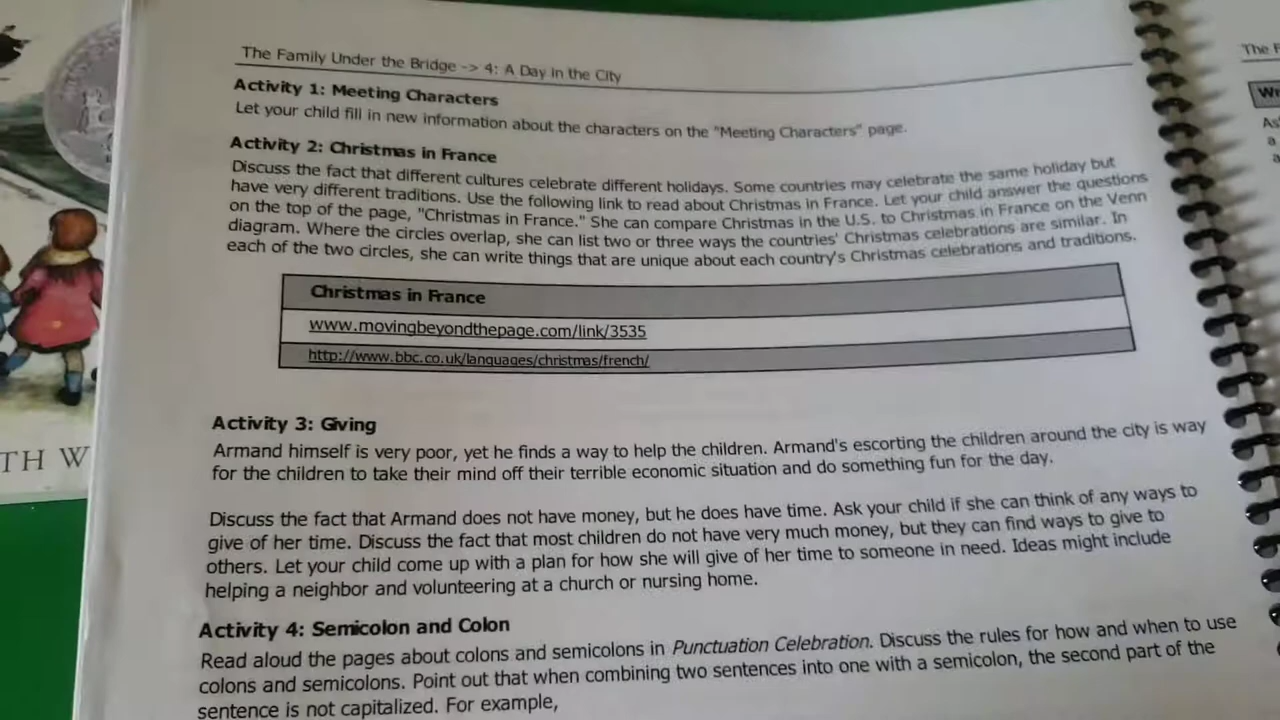 The Family Under the Bridge -> 4: A Day in the City
Activity 1: Meeting Characters
Let your child fill in new information about the characters on the "Meeting Characters" page.
Activity 2: Christmas in France
Discuss the fact that different cultures celebrate different holidays. Some countries may celebrate the same holiday but
have very different traditions. Use the following link to read about Christmas in France. Let your child answer the questions
on the top of the page, "Christmas in France." She can compare Christmas in the U.S. to Christmas in France on the Venn
diagram. Where the circles overlap, she can list two or three ways the countries' Christmas celebrations are similar. In
each of the two circles, she can write things that are unique about each country's Christmas celebrations and traditions.
Christmas in France
www.movingbeyondthepage.com/link/3535
http://www.bbc.co.uk/languages/christmas/french/
Activity 3: Giving
Armand himself is very poor, yet he finds a way to help the children. Armand's escorting the children around the city is way
for the children to take their mind off their terrible economic situation and do something fun for the day.
Discuss the fact that Armand does not have money, but he does have time. Ask your child if she can think of any ways to
give of her time. Discuss the fact that most children do not have very much money, but they can find ways to give to
others. Let your child come up with a plan for how she will give of her time to someone in need. Ideas might include
helping a neighbor and volunteering at a church or nursing home.
Activity 4: Semicolon and Colon
Read aloud the pages about colons and semicolons in Punctuation Celebration. Discuss the rules for how and when to use
colons and semicolons. Point out that when combining two sentences into one with a semicolon, the second part of the
sentence is not capitalized. For example,
TH W
The F
Wr
As
a
a